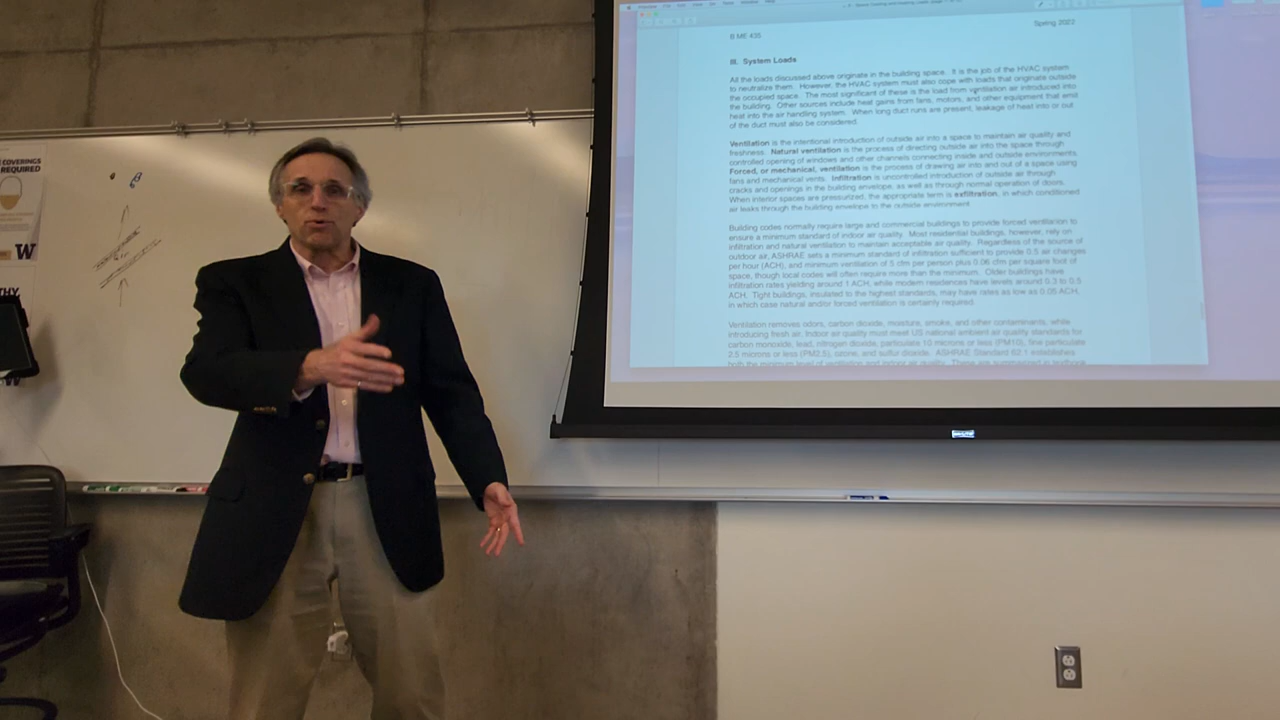 COVERINGS
REQUIRED
W
THY
W
Spring 2022
B ME 435
III. System Loads
All the loads discussed above originate in the building space. It is the job of the HVAC system
to neutralize them. However, the HVAC system must also cope with loads that originate outside
the occupied space. The most significant of these is the load from ventilation air introduced into
the building. Other sources include heat gains from fans, motors, and other equipment that emit
heat into the air handling system. When long duct runs are present, leakage of heat into or out
of the duct must also be considered.
Ventilation is the intentional introduction of outside air into a space to maintain air quality and
freshness. Natural ventilation is the process of directing outside air into the space through
controlled opening of windows and other channels connecting inside and outside environments.
Forced, or mechanical, ventilation is the process of drawing air into and out of a space using
fans and mechanical vents. Infiltration is uncontrolled introduction of outside air through
cracks and openings in the building envelope, as well as through normal operation of doors.
When interior spaces are pressurized, the appropriate term is exfiltration, in which conditioned
air leaks through the building envelope to the outside environment.
Building codes normally require large and commercial buildings to provide forced ventilation to
ensure a minimum standard of indoor air quality. Most residential buildings, however, rely on
infiltration and natural ventilation to maintain acceptable air quality. Regardless of the source of
outdoor air, ASHRAE sets a minimum standard of infiltration sufficient to provide 0.5 air changes
per hour (ACH), and minimum ventilation of 5 cfm per person plus 0.06 cfm per square foot of
space, though local codes will often require more than the minimum. Older buildings have
infiltration rates yielding around 1 ACH, while modern residences have levels around 0.3 to 0.5
ACH. Tight buildings, insulated to the highest standards, may have rates as low as 0.05 ACH,
in which case natural and/or forced ventilation is certainly required.
Ventilation removes odors, carbon dioxide, moisture, smoke, and other contaminants, while
introducing fresh air. Indoor air quality must meet US national ambient air quality standards for
carbon monoxide, lead, nitrogen dioxide, particulate 10 microns or less (PM10), fine particulate
2.5 microns or less (PM2.5), ozone, and sulfur dioxide. ASHRAE Standard 62.1 establishes
both the minimum level of ventilation and indoor air quality. These are summarized in textbook